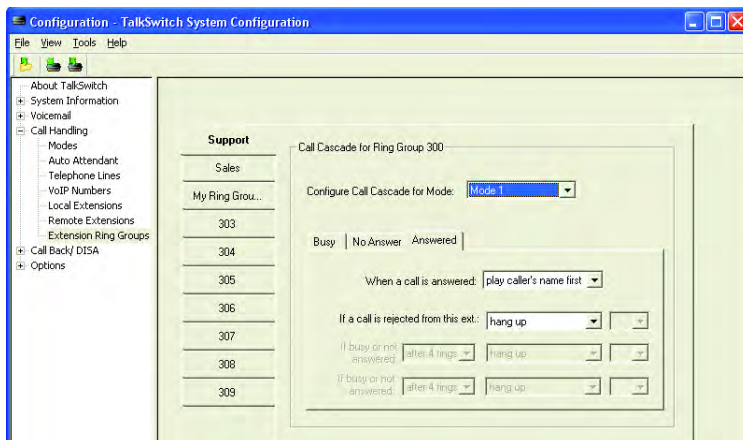 Configuration - TalkSwitch System Configuration
File View Tools Help
About TalkSwitch
System Information
Voicemail
Call Handling
Modes
Auto Attendant
Telephone Lines
VoIP Numbers
Local Extensions
Remote Extensions
Extension Ring Groups
Call Back/ DISA
Options
Support
Sales
My Ring Grou...
303
304
305
306
307
308
309
Call Cascade for Ring Group 300
Configure Call Cascade for Mode: Mode 1
Busy No Answer Answered
When a call is answered: play caller's name first
If a call is rejected from this ext.: hang up
If busy or not answered: after 4 rings hang up
If busy or not answered: after 4 rings hang up